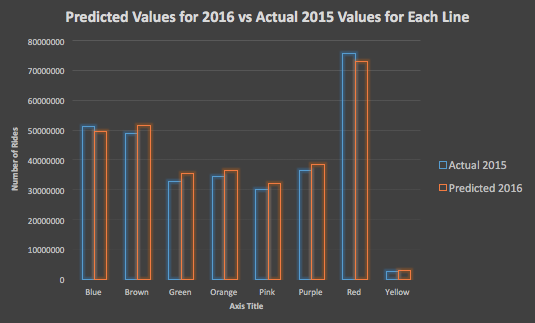 Predicted Values for 2016 vs Actual 2015 Values for Each Line
80000000
70000000
60000000
50000000
40000000
30000000
20000000
10000000
0
Number of Rides
Blue Brown Green Orange Pink Purple Red Yellow
Axis Title
Actual 2015
Predicted 2016